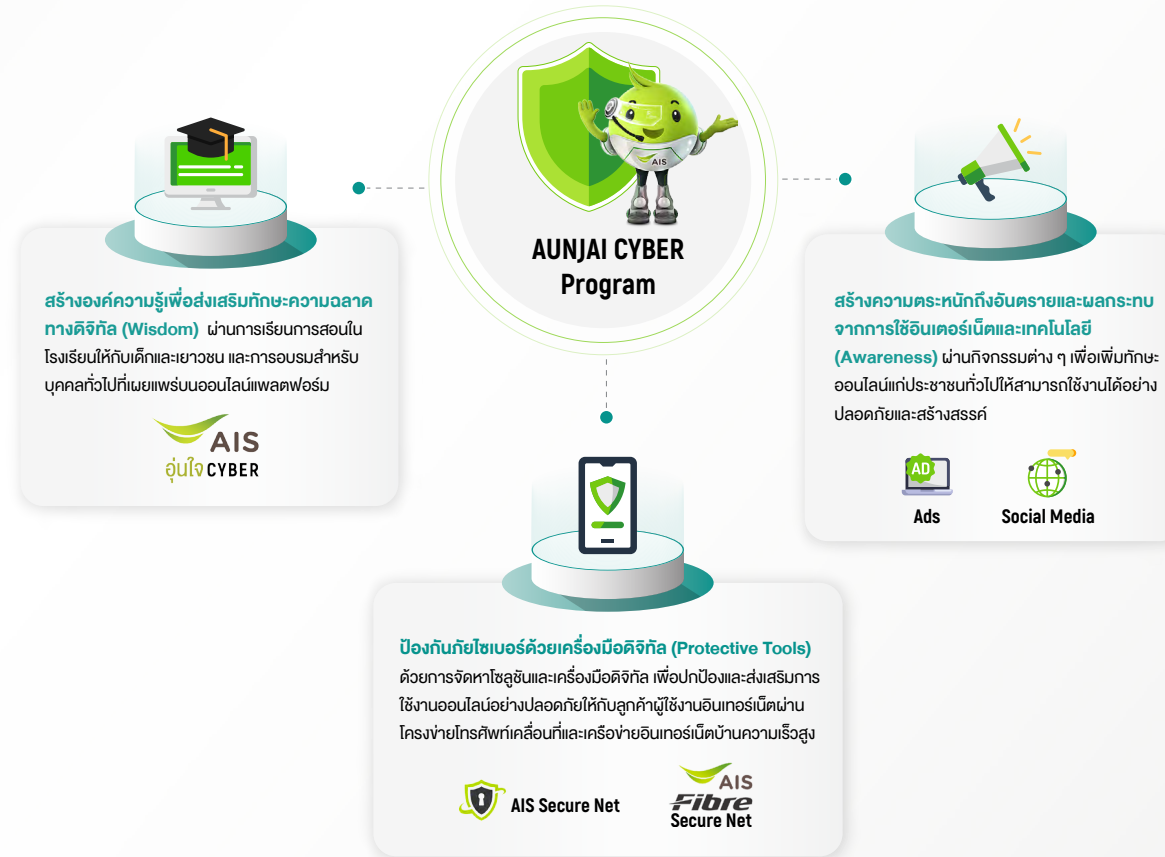 AIS
AUNJAI CYBER
Program
สร้างองค์ความรู้เพื่อส่งเสริมทักษะความฉลาด
ทางดิจิทัล (Wisdom) ผ่านการเรียนการสอนใน
โรงเรียนให้กับเด็กและเยาวชน และการอบรมสำหรับ
บุคคลทั่วไปที่เผยแพร่บนออนไลน์แพลตฟอร์ม
AIS
อุ่นใจ CYBER
สร้างความตระหนักถึงอันตรายและผลกระทบ
จากการใช้อินเตอร์เน็ตและเทคโนโลยี
(Awareness) ผ่านกิจกรรมต่าง ๆ เพื่อเพิ่มทักษะ
ออนไลน์แก่ประชาชนทั่วไปให้สามารถใช้งานได้อย่าง
ปลอดภัยและสร้างสรรค์
AD
Ads
Social Media
ป้องกันภัยไซเบอร์ด้วยเครื่องมือดิจิทัล (Protective Tools)
ด้วยการจัดหาโซลูชันและเครื่องมือดิจิทัล เพื่อปกป้องและส่งเสริมการ
ใช้งานออนไลน์อย่างปลอดภัยให้กับลูกค้าผู้ใช้งานอินเทอร์เน็ตผ่าน
โครงข่ายโทรศัพท์เคลื่อนที่และเครือข่ายอินเทอร์เน็ตบ้านความเร็วสูง
AIS Secure Net
AIS
Fibre
Secure Net